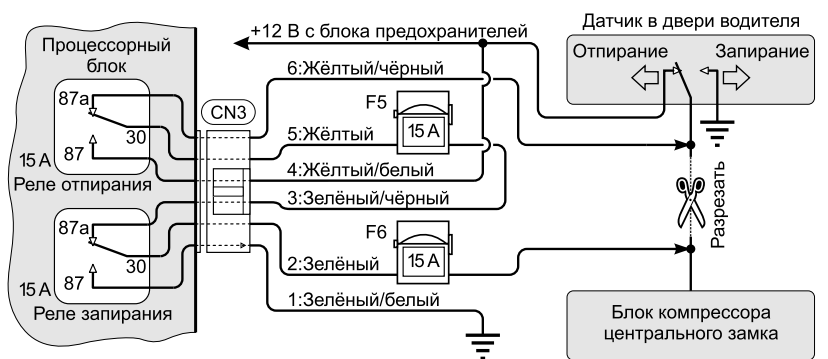 Датчик в двери водителя
+12 В с блока предохранителей
Отпирание
Запирание
Процессорный
блок
6:Жёлтый/чёрный
87а
CN3
F5
30
5:Жёлтый
15 А
87
15 А
4:Жёлтый/белый
Реле отпирания
3:Зелёный/чёрный
Разрезать
87а
F6
30
2:Зелёный
15 А
87
15 А
1:Зелёный/белый
Реле запирания
Блок компрессора
центрального замка